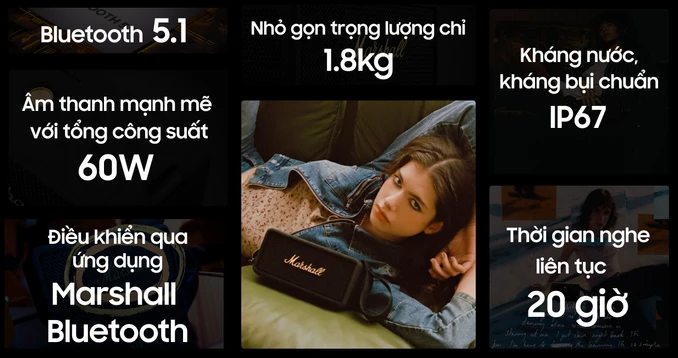 Bluetooth 5.1
Âm thanh mạnh mẽ
với tổng công suất
60W
Điều khiển qua
ứng dụng
Marshall
Bluetooth
Nhỏ gọn trọng lượng chỉ
1.8kg
Marshall
Kháng nước,
kháng bụi chuẩn
IP67
Thời gian nghe
liên tục
20 giờ